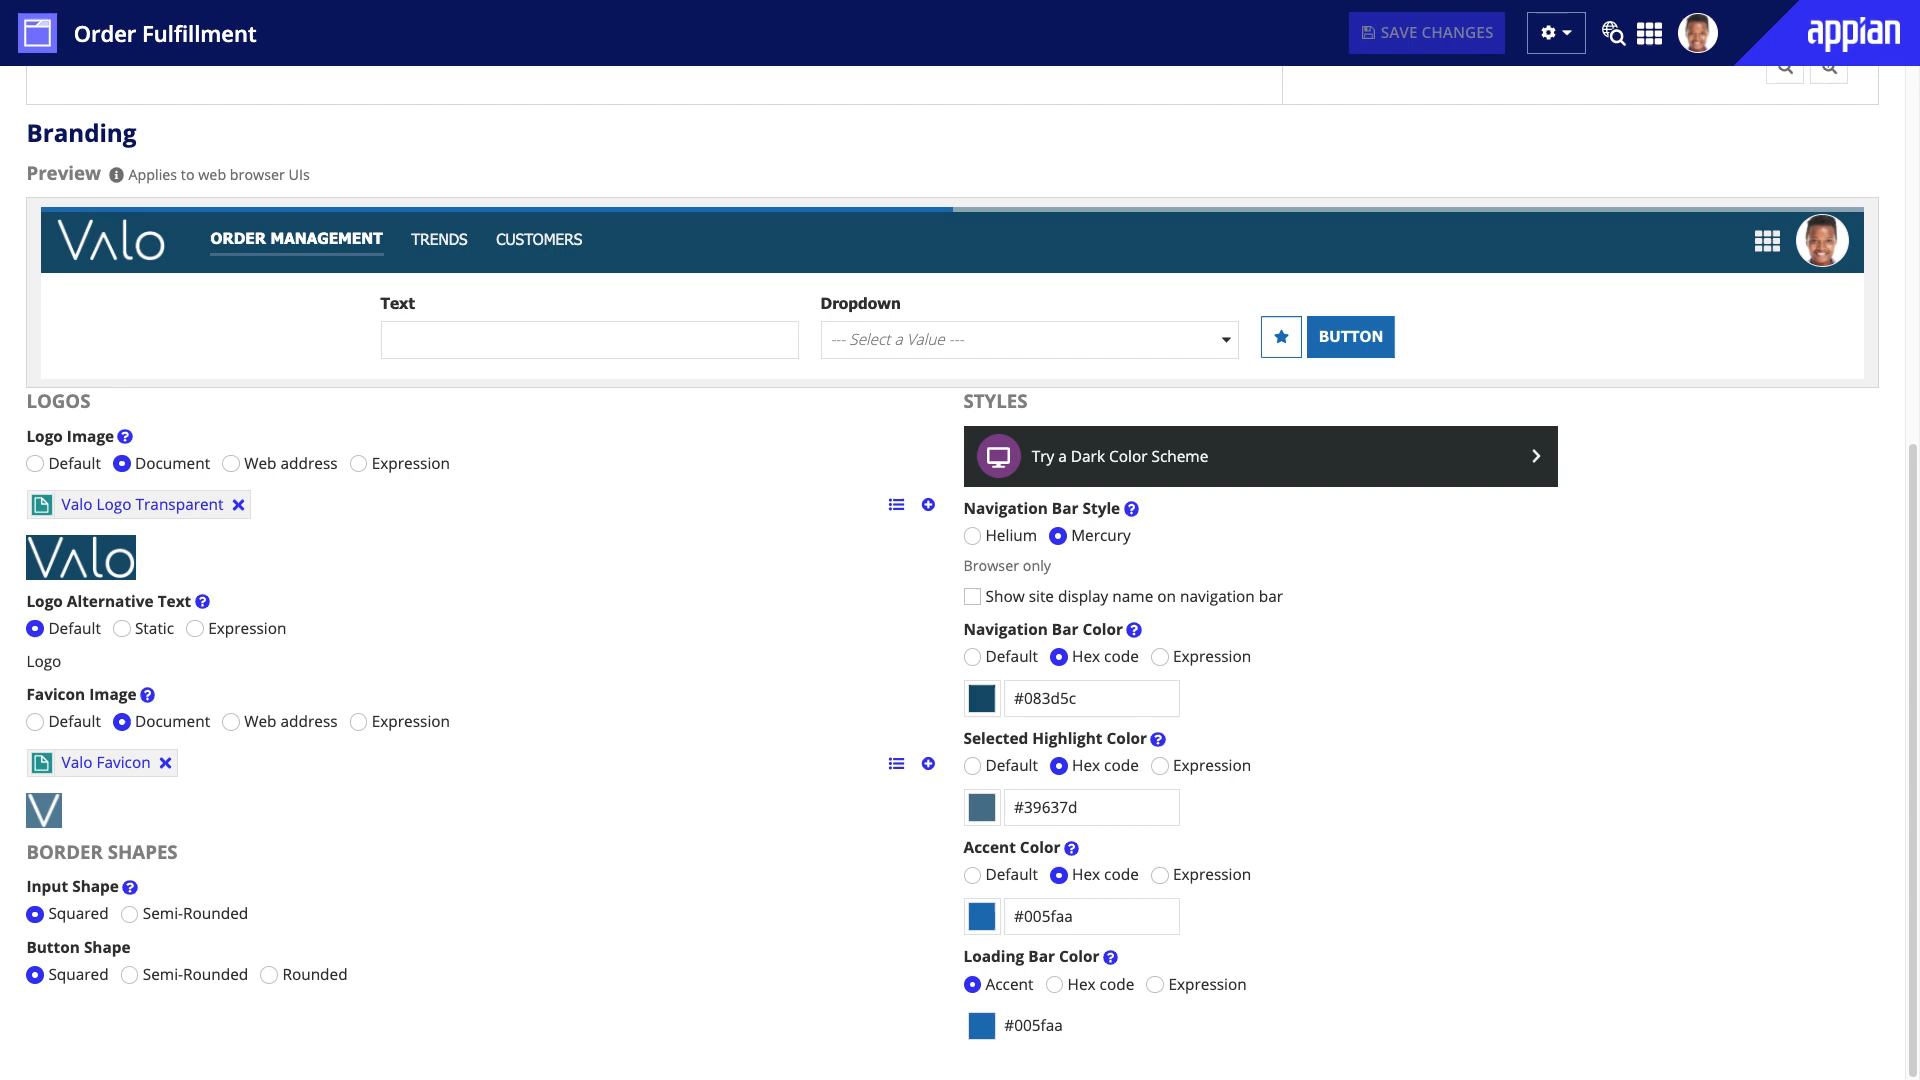 Order Fulfillment
SAVE CHANGES
appian
Branding
Preview Applies to web browser UIs
Valo ORDER MANAGEMENT TRENDS CUSTOMERS
Text Dropdown
--- Select a Value ---
BUTTON
LOGOS
Logo Image
Default Document Web address Expression
Valo Logo Transparent
Valo
Logo Alternative Text
Default Static Expression
Logo
Favicon Image
Default Document Web address Expression
Valo Favicon
V
BORDER SHAPES
Input Shape
Squared Semi-Rounded
Button Shape
Squared Semi-Rounded Rounded
STYLES
Try a Dark Color Scheme
Navigation Bar Style
Helium Mercury
Browser only
Show site display name on navigation bar
Navigation Bar Color
Default Hex code Expression
#083d5c
Selected Highlight Color
Default Hex code Expression
#39637d
Accent Color
Default Hex code Expression
#005faa
Loading Bar Color
Accent Hex code Expression
#005faa